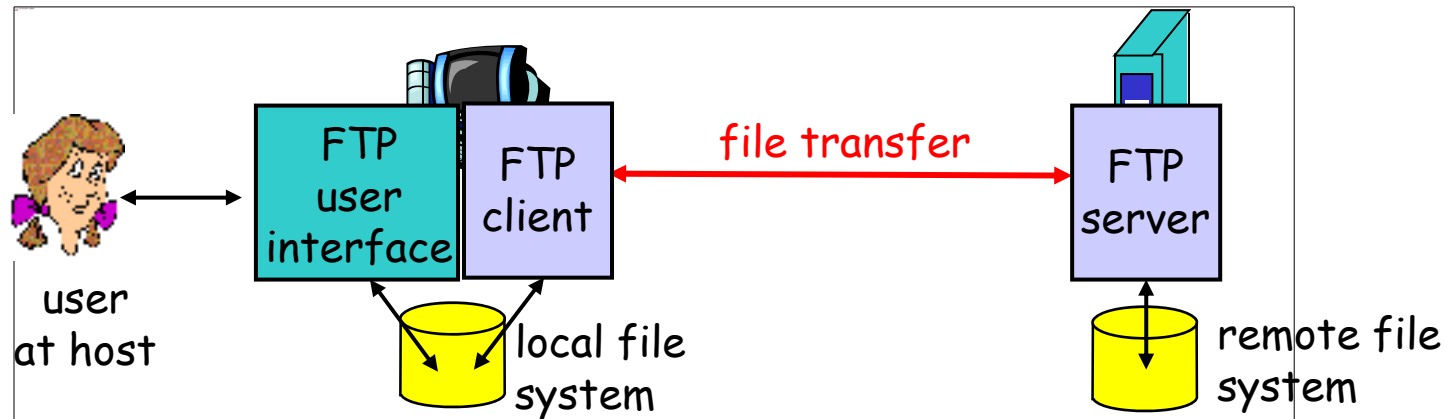 file transfer
FTP
user
interface
FTP
client
FTP
server
user
at host
local file
system
remote file
system